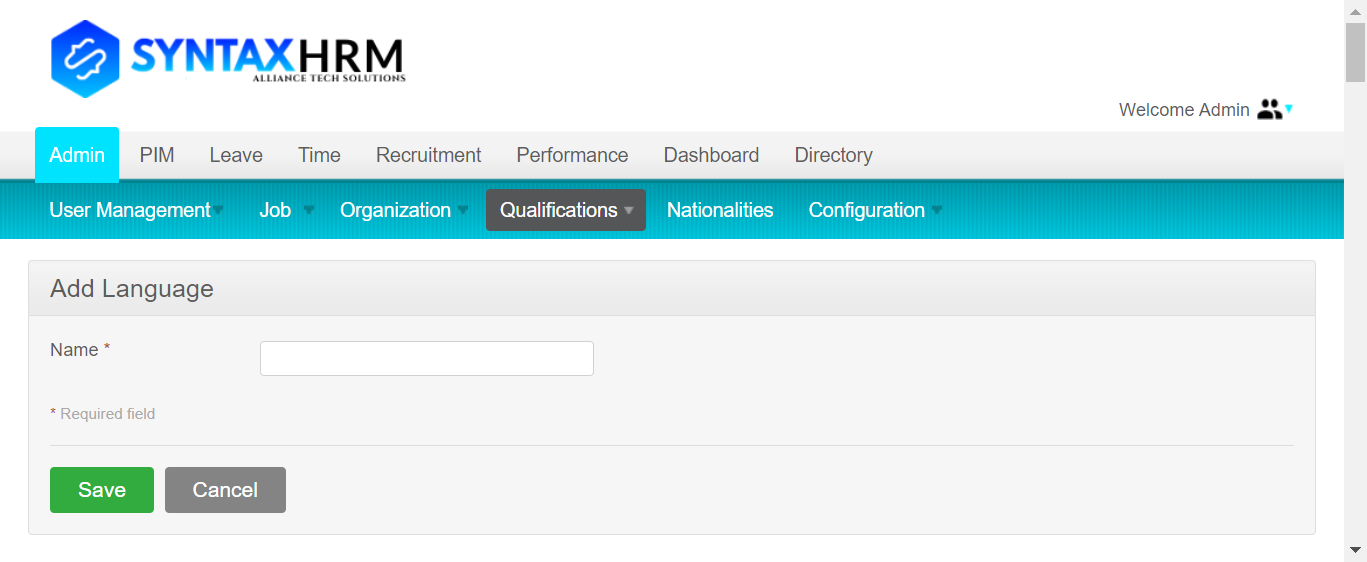 SYNTAXHRM
ALLIANCE TECH SOLUTIONS
Welcome Admin
Admin PIM Leave Time Recruitment Performance Dashboard Directory
User Management Job Organization Qualifications Nationalities Configuration
Add Language
Name *
* Required field
Save Cancel